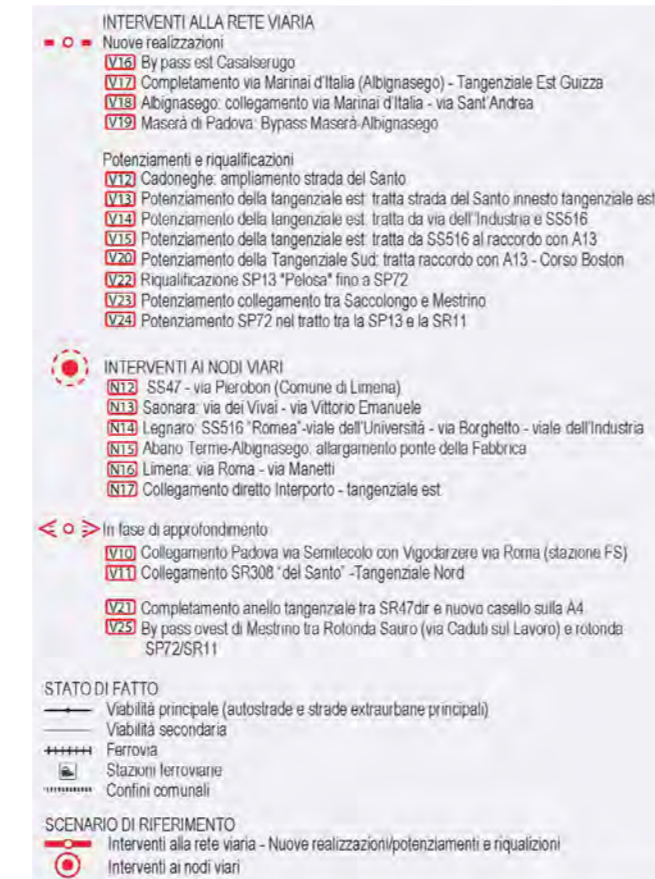 INTERVENTI ALLA RETE VIARIA
Nuove realizzazioni
V16 By pass est Casalserugo
V17 Completamento via Marinai d'Italia (Albignasego) - Tangenziale Est Guizza
V18 Albignasego: collegamento via Marinai d'Italia - via Sant'Andrea
V19 Maserà di Padova: Bypass Maserà-Albignasego
Potenziamenti e riqualificazioni
V12 Cadoneghe: ampliamento strada del Santo
V13 Potenziamento della tangenziale est: tratta strada del Santo innesto tangenziale est
V14 Potenziamento della tangenziale est: tratta da via dell'Industria e SS516
V15 Potenziamento della tangenziale est: tratta da SS516 al raccordo con A13
V20 Potenziamento della Tangenziale Sud: tratta raccordo con A13 - Corso Boston
V22 Riqualificazione SP13 "Pelosa" fino a SP72
V23 Potenziamento collegamento tra Saccolongo e Mestrino
V24 Potenziamento SP72 nel tratto tra la SP13 e la SR11
INTERVENTI AI NODI VIARI
N12 SS47 - via Pierobon (Comune di Limena)
N13 Saonara: via dei Vivai - via Vittorio Emanuele
N14 Legnaro: SS516 "Romea"-viale dell'Università - via Borghetto - viale dell'Industria
N15 Abano Terme-Albignasego: allargamento ponte della Fabbrica
N16 Limena: via Roma - via Manetti
N17 Collegamento diretto Interporto - tangenziale est
In fase di approfondimento
V10 Collegamento Padova via Semitecolo con Vigodarzere via Roma (stazione FS)
V11 Collegamento SR308 "del Santo" -Tangenziale Nord
V21 Completamento anello tangenziale tra SR47dir e nuovo casello sulla A4
V25 By pass ovest di Mestrino tra Rotonda Sauro (via Caduti sul Lavoro) e rotonda
SP72/SR11
STATO DI FATTO
Viabilità principale (autostrade e strade extraurbane principali)
Viabilità secondaria
Ferrovia
Stazioni ferroviarie
Confini comunali
SCENARIO DI RIFERIMENTO
Interventi alla rete viaria - Nuove realizzazioni/potenziamenti e riqualizioni
Interventi ai nodi viari